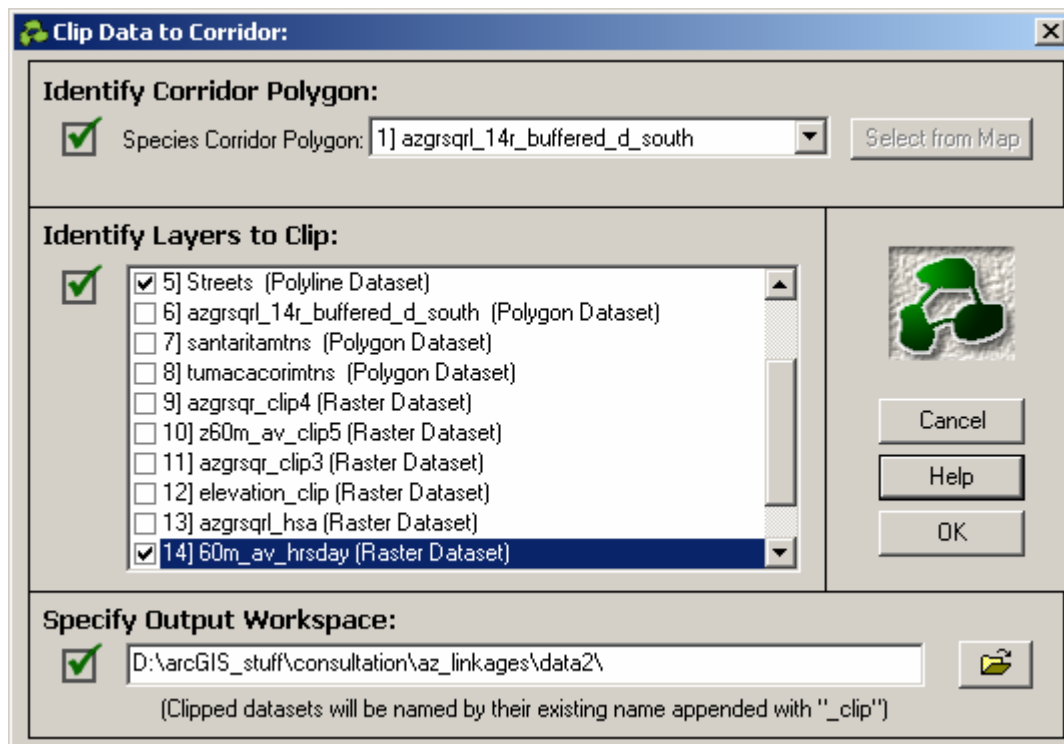 Clip Data to Corridor:
Identify Corridor Polygon:
Species Corridor Polygon: 1] azgrsqrl_14r_buffered_d_south Select from Map
Identify Layers to Clip:
5] Streets (Polyline Dataset)
6] azgrsqrl_14r_buffered_d_south (Polygon Dataset)
7] santaritamtns (Polygon Dataset)
8] tumacacorimtns (Polygon Dataset)
9] azgrsqr_clip4 (Raster Dataset)
10] z60m_av_clip5 (Raster Dataset)
11] azgrsqr_clip3 (Raster Dataset)
12] elevation_clip (Raster Dataset)
13] azgrsqrl_hsa (Raster Dataset)
14] 60m_av_hrsday (Raster Dataset)
Cancel
Help
OK
Specify Output Workspace:
D:\arcGIS_stuff\consultation\az_linkages\data2\
(Clipped datasets will be named by their existing name appended with "_clip")